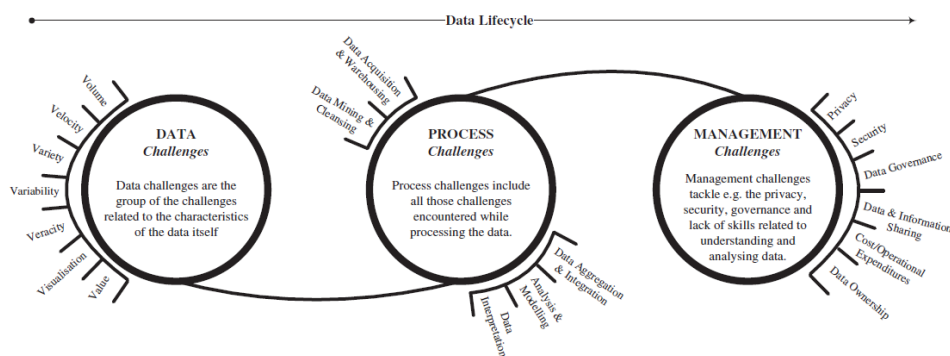 Data Lifecycle
Volume
Velocity
Variety
Variability
Veracity
Visualisation
Value
DATA
Challenges
Data challenges are the
group of the challenges
related to the characteristics
of the data itself
Data Acquisition
& Warehousing
Data Mining &
Cleansing
PROCESS
Challenges
Process challenges include
all those challenges
encountered while
processing the data.
Data Aggregation
& Integration
Analysis &
Modelling
Data
Interpretation
MANAGEMENT
Challenges
Management challenges
tackle e.g. the privacy,
security, governance and
lack of skills related to
understanding and
analysing data.
Privacy
Security
Data Governance
Data & Information
Sharing
Cost/Operational
Expenditures
Data Ownership